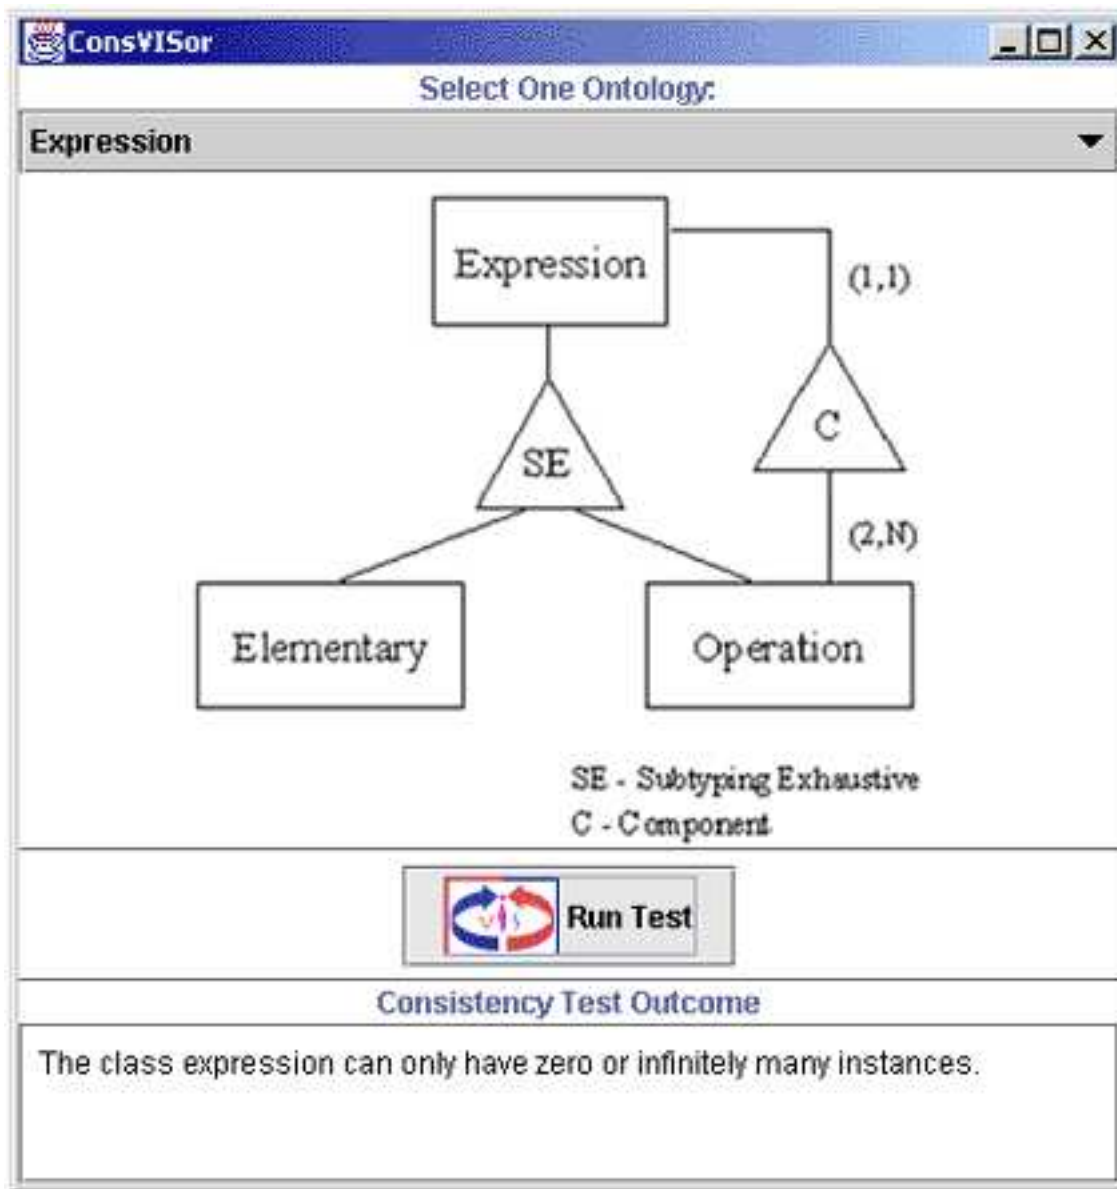 ConsVISor
Select One Ontology:
Expression
Expression
(1,1)
C
SE
(2,N)
Elementary
Operation
SE - Subtyping Exhaustive
C - Component
VIS
Run Test
Consistency Test Outcome
The class expression can only have zero or infinitely many instances.